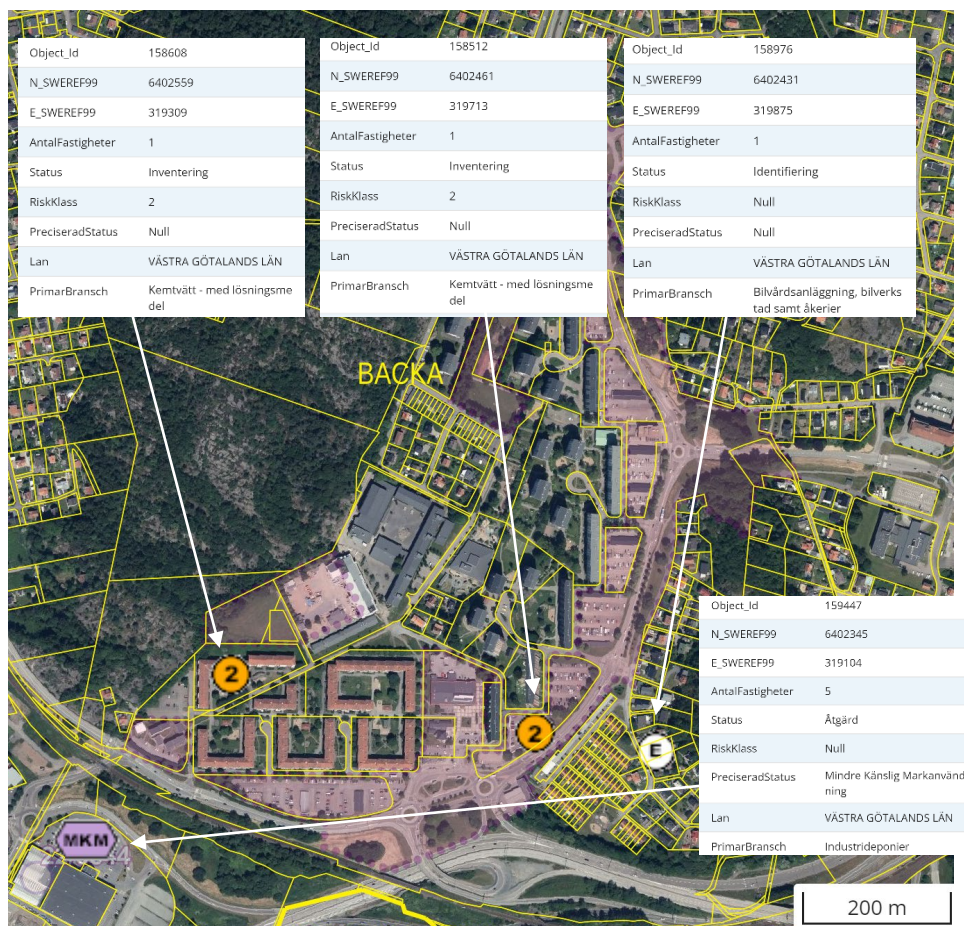 Object_Id 158608
N_SWEREF99 6402559
E_SWEREF99 319309
AntalFastigheter 1
Status Inventering
RiskKlass 2
PreciseradStatus Null
Lan VÄSTRA GÖTALANDS LÄN
PrimarBransch Kemtvätt - med lösningsme
del
Object_Id 158512
N_SWEREF99 6402461
E_SWEREF99 319713
AntalFastigheter 1
Status Inventering
RiskKlass 2
PreciseradStatus Null
Lan VÄSTRA GÖTALANDS LÄN
PrimarBransch Kemtvätt - med lösningsme
del
Object_Id 158976
N_SWEREF99 6402431
E_SWEREF99 319875
AntalFastigheter 1
Status Identifiering
RiskKlass Null
PreciseradStatus Null
Lan VÄSTRA GÖTALANDS LÄN
PrimarBransch Bilvårdsanläggning, bilverks
tad samt åkerier
BACKA
2
2
E
Object_Id 159447
N_SWEREF99 6402345
E_SWEREF99 319104
AntalFastigheter 5
Status Åtgärd
RiskKlass Null
PreciseradStatus Mindre Känslig Markanvänd
ning
Lan VÄSTRA GÖTALANDS LÄN
PrimarBransch Industrideponier
MKM
200 m